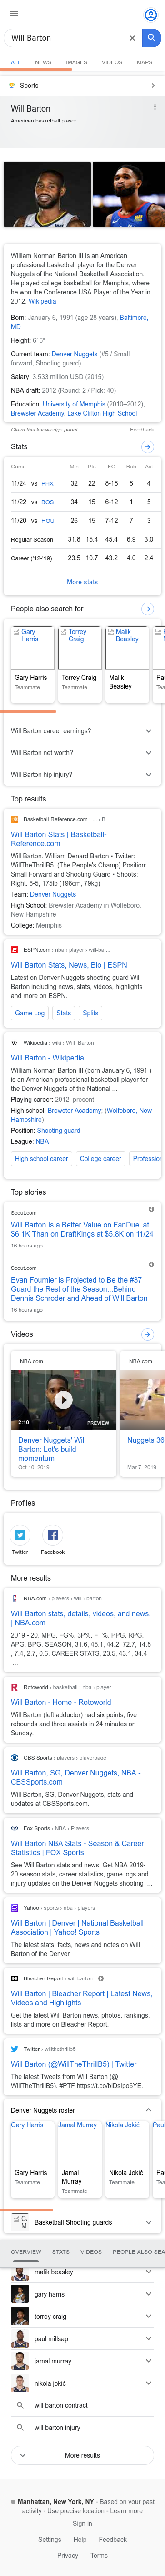 Will Barton
ALL NEWS IMAGES VIDEOS MAPS
Sports
Will Barton
American basketball player
William Norman Barton III is an American
professional basketball player for the Denver
Nuggets of the National Basketball Association.
He played college basketball for Memphis, where
he won the Conference USA Player of the Year in
2012. Wikipedia
Born: January 6, 1991 (age 28 years), Baltimore,
MD
Height: 6′ 6″
Current team: Denver Nuggets (#5 / Small
forward, Shooting guard)
Salary: 3.533 million USD (2015)
NBA draft: 2012 (Round: 2 / Pick: 40)
Education: University of Memphis (2010–2012),
Brewster Academy, Lake Clifton High School
Claim this knowledge panel Feedback
Stats
Game Min Pts FG Reb Ast
11/24 vs PHX 32 22 8-18 8 4
11/22 vs BOS 34 15 6-12 1 5
11/20 vs HOU 26 15 7-12 7 3
Regular Season 31.8 15.4 45.4 6.9 3.0
Career ('12-'19) 23.5 10.7 43.2 4.0 2.4
More stats
People also search for
Gary Harris
Torrey Craig
Malik Beasley
Gary Harris
Teammate
Torrey Craig
Teammate
Malik Beasley
Teammate
Will Barton career earnings?
Will Barton net worth?
Will Barton hip injury?
Top results
Basketball-Reference.com › ... › B
Will Barton Stats | Basketball-
Reference.com
Will Barton. William Denard Barton • Twitter:
WillTheThrillB5. (The People's Champ) Position:
Small Forward and Shooting Guard • Shoots:
Right. 6-5, 175lb (196cm, 79kg)
Team: Denver Nuggets
High School: Brewster Academy in Wolfeboro,
New Hampshire
College: Memphis
ESPN.com › nba › player › will-bar...
Will Barton Stats, News, Bio | ESPN
Latest on Denver Nuggets shooting guard Will
Barton including news, stats, videos, highlights
and more on ESPN.
Game Log Stats Splits
Wikipedia › wiki › Will_Barton
Will Barton - Wikipedia
William Norman Barton III (born January 6, 1991 )
is an American professional basketball player for
the Denver Nuggets of the National ...
Playing career: 2012–present
High school: Brewster Academy; (Wolfeboro, New
Hampshire)
Position: Shooting guard
League: NBA
High school career College career Profession
Top stories
Scout.com
Will Barton Is a Better Value on FanDuel at
$6.1K Than on DraftKings at $5.8K on 11/24
16 hours ago
Scout.com
Evan Fournier is Projected to Be the #37
Guard the Rest of the Season...Behind
Dennis Schroder and Ahead of Will Barton
16 hours ago
Videos
NBA.com
2:10 PREVIEW
Denver Nuggets' Will
Barton: Let's build
momentum
Oct 10, 2019
NBA.com
Nuggets 36
Mar 7, 2019
Profiles
Twitter Facebook
More results
NBA.com › players › will › barton
Will Barton stats, details, videos, and news.
| NBA.com
2019 - 20, MPG, FG%, 3P%, FT%, PPG, RPG,
APG, BPG. SEASON, 31.6, 45.1, 44.2, 72.7, 14.8
, 7.4, 2.7, 0.6. CAREER STATS, 23.5, 43.1, 34.4
, ...
Rotoworld › basketball › nba › player
Will Barton - Home - Rotoworld
Will Barton (left adductor) had six points, five
rebounds and three assists in 24 minutes on
Sunday.
CBS Sports › players › playerpage
Will Barton, SG, Denver Nuggets, NBA -
CBSSports.com
Will Barton, SG, Denver Nuggets, stats and
updates at CBSSports.com.
Fox Sports › NBA › Players
Will Barton NBA Stats - Season & Career
Statistics | FOX Sports
See Will Barton stats and news. Get NBA 2019-
20 season stats, career statistics, game logs and
injury updates on the Denver Nuggets shooting ...
Yahoo › sports › nba › players
Will Barton | Denver | National Basketball
Association | Yahoo! Sports
The latest stats, facts, news and notes on Will
Barton of the Denver.
Bleacher Report › will-barton
Will Barton | Bleacher Report | Latest News,
Videos and Highlights
Get the latest Will Barton news, photos, rankings,
lists and more on Bleacher Report.
Twitter › willthethrillb5
Will Barton (@WillTheThrillB5) | Twitter
The latest Tweets from Will Barton (@
WillTheThrillB5). #PTF https://t.co/biDslpo6YE.
Denver Nuggets roster
Gary Harris Jamal Murray Nikola Jokić Paul
Gary Harris
Teammate
Jamal Murray
Teammate
Nikola Jokić
Teammate
Basketball Shooting guards
OVERVIEW STATS VIDEOS PEOPLE ALSO SEA
malik beasley
gary harris
torrey craig
paul millsap
jamal murray
nikola jokić
will barton contract
will barton injury
More results
Manhattan, New York, NY - Based on your past
activity - Use precise location - Learn more
Sign in
Settings Help Feedback
Privacy Terms